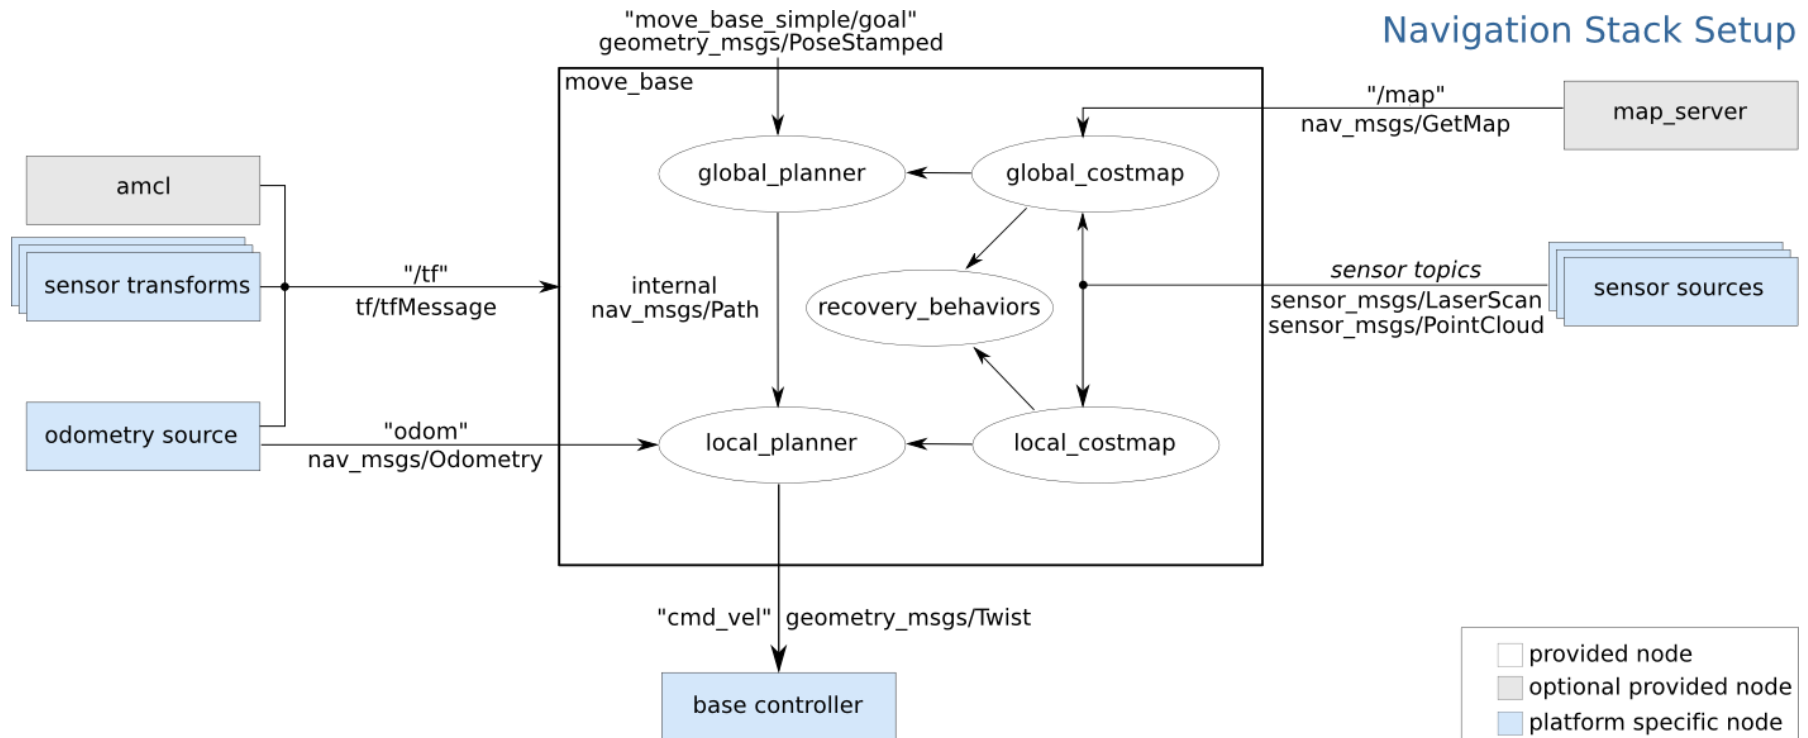 Navigation Stack Setup
"move_base_simple/goal"
geometry_msgs/PoseStamped
move_base
"/map"
nav_msgs/GetMap
map_server
global_planner
global_costmap
amcl
sensor transforms
"/tf"
tf/tfMessage
internal
nav_msgs/Path
recovery_behaviors
sensor topics
sensor_msgs/LaserScan
sensor_msgs/PointCloud
sensor sources
odometry source
"odom"
nav_msgs/Odometry
local_planner
local_costmap
"cmd_vel" geometry_msgs/Twist
base controller
provided node
optional provided node
platform specific node